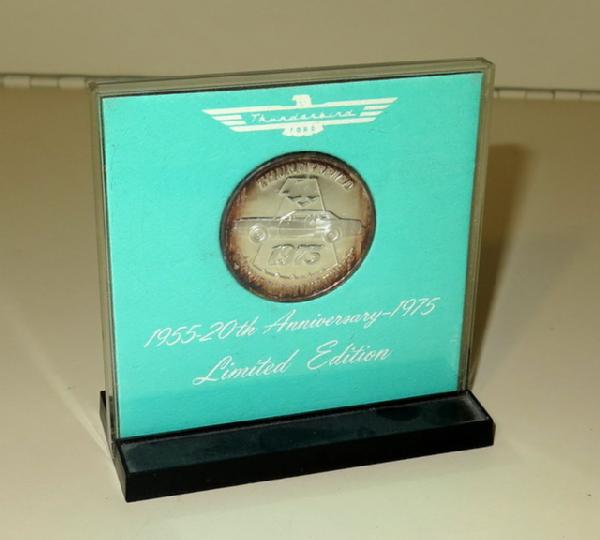 Thunderbird
FORD
1975
1955-20th Anniversary-1975
Limited Edition